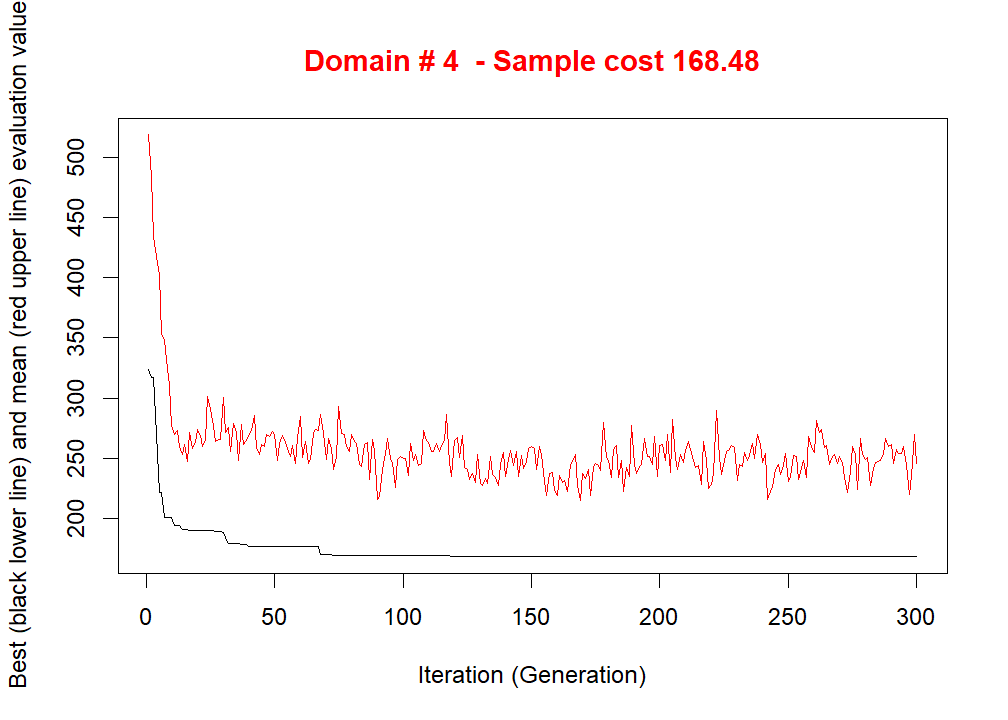 Domain # 4  - Sample cost 168.48
Best (black lower line) and mean (red upper line) evaluation value
500
450
400
350
300
250
200
0 50 100 150 200 250 300
Iteration (Generation)